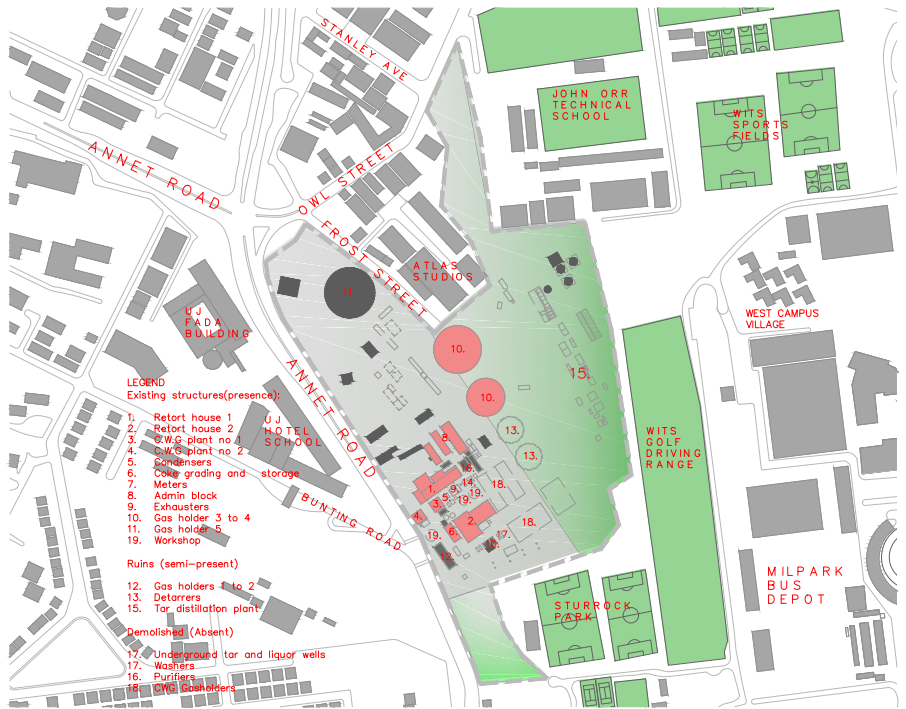 STANLEY AVE
JOHN ORR
TECHNICAL
SCHOOL
WITS
SPORTS
FIELDS
ANNET ROAD
OWL STREET
FROST STREET
ATLAS
STUDIOS
11.
UJ
FADA
BUILDING
WEST CAMPUS
VILLAGE
10.
10.
15.
ANNET ROAD
LEGEND
Existing structures(presence):
1. Retort house 1
2. Retort house 2
3. C.W.G plant no 1
4. C.W.G plant no 2
5. Condensers
6. Coke grading and storage
7. Meters
8. Admin block
9. Exhausters
10. Gas holder 3 to 4
11. Gas holder 5
19. Workshop
Ruins (semi-present)
12. Gas holders 1 to 2
13. Detarrers
15. Tar distillation plant
Demolished (Absent)
17. Underground tar and liquor wells
17. Washers
16. Purifiers
18. CWG Gasholders
UJ
HOTEL
SCHOOL
BUNTING ROAD
WITS
GOLF
DRIVING
RANGE
13.
13.
8.
16.
14.
18.
1.
9.
19.
5.
19.
3.
4.
2.
18.
6.
19.
17.
12.
STURROCK
PARK
MILPARK
BUS
DEPOT